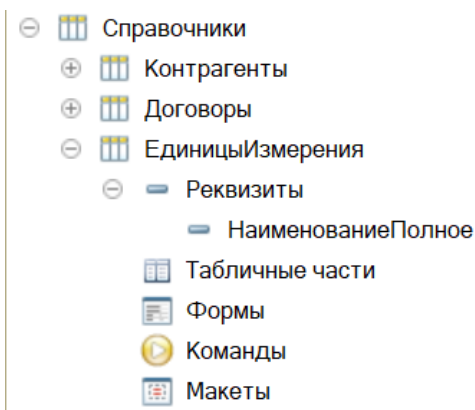 Справочники
Контрагенты
Договоры
ЕдиницыИзмерения
Реквизиты
НаименованиеПолное
Табличные части
Формы
Команды
Макеты